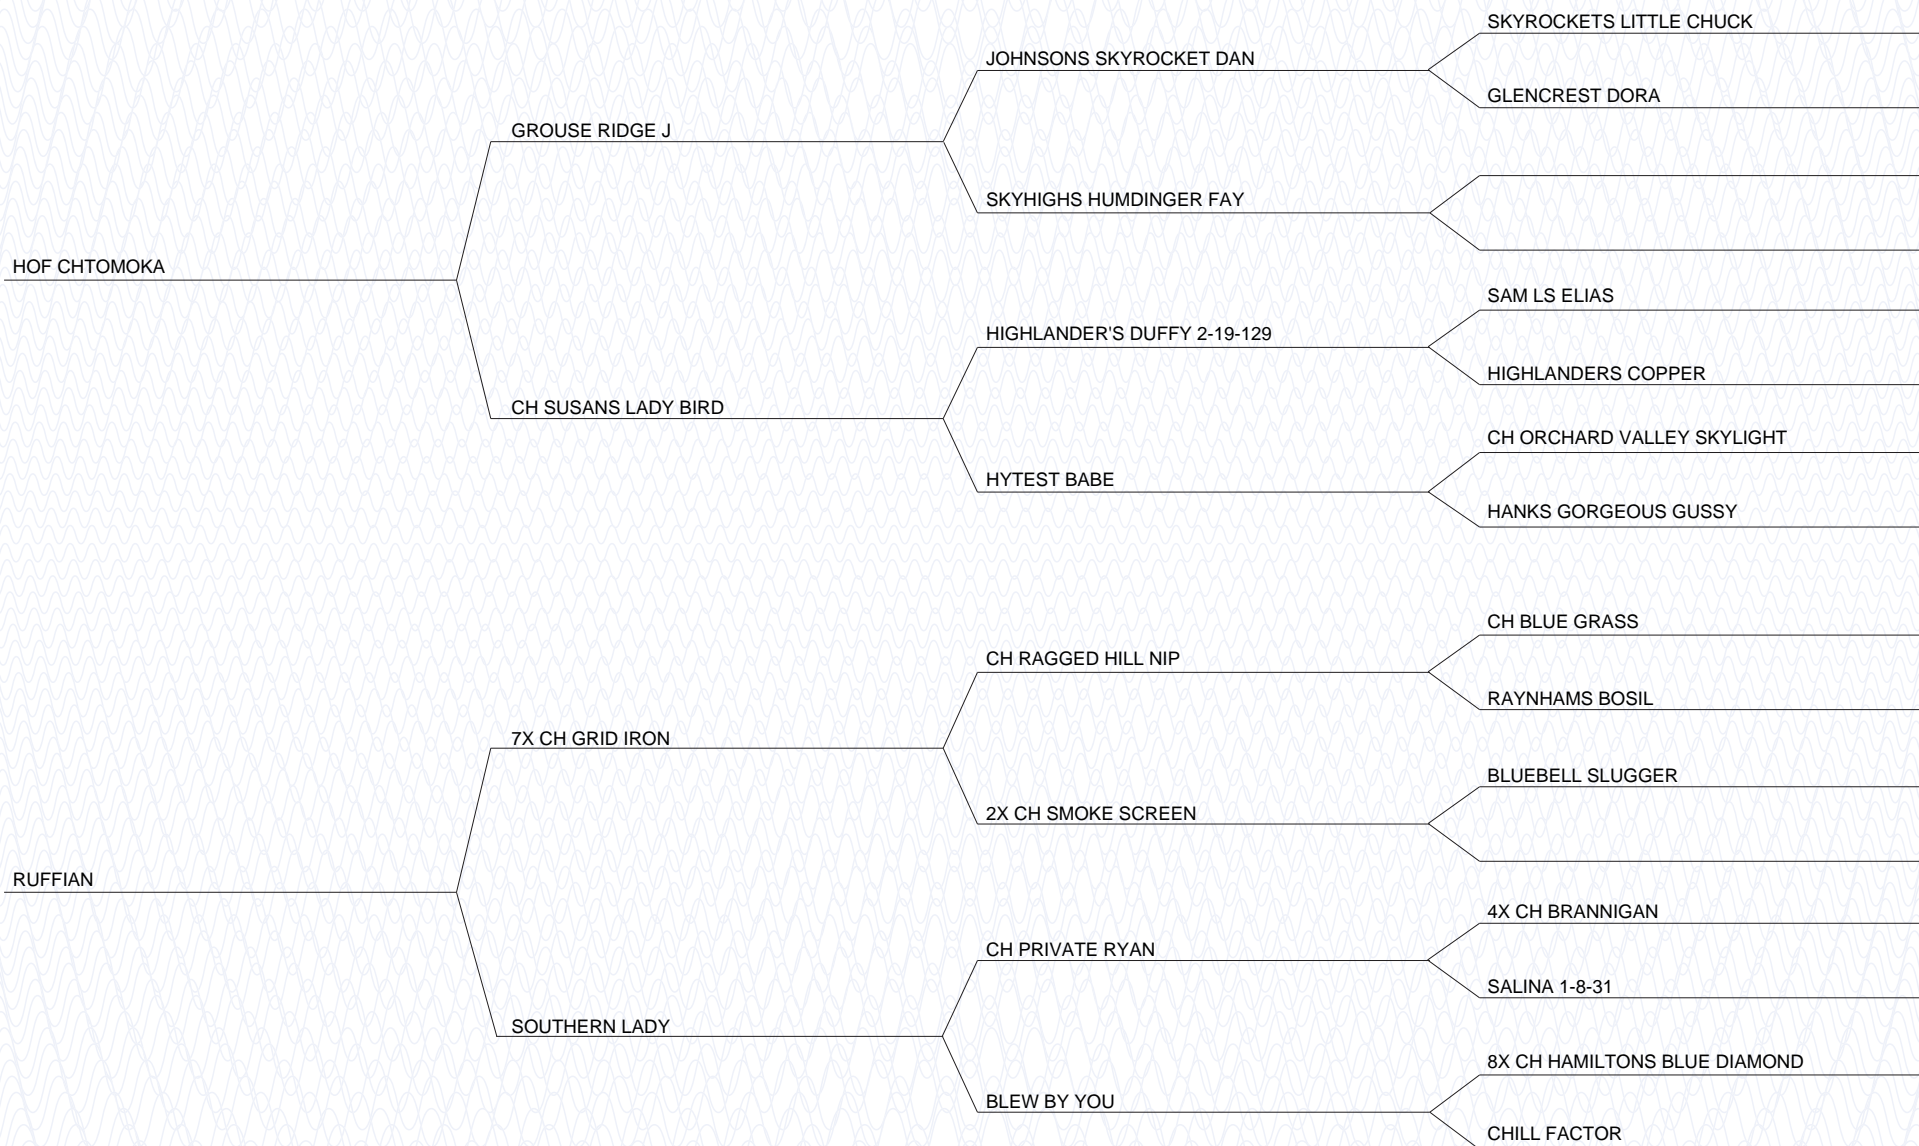 SKYROCKETS LITTLE CHUCK
JOHNSONS SKYROCKET DAN
GLENCREST DORA
GROUSE RIDGE J
SKYHIGHS HUMDINGER FAY
HOF CHTOMOKA
SAM LS ELIAS
HIGHLANDER'S DUFFY 2-19-129
HIGHLANDERS COPPER
CH SUSANS LADY BIRD
CH ORCHARD VALLEY SKYLIGHT
HYTEST BABE
HANKS GORGEOUS GUSSY
CH BLUE GRASS
CH RAGGED HILL NIP
RAYNHAMS BOSIL
7X CH GRID IRON
BLUEBELL SLUGGER
2X CH SMOKE SCREEN
RUFFIAN
4X CH BRANNIGAN
CH PRIVATE RYAN
SALINA 1-8-31
SOUTHERN LADY
8X CH HAMILTONS BLUE DIAMOND
BLEW BY YOU
CHILL FACTOR